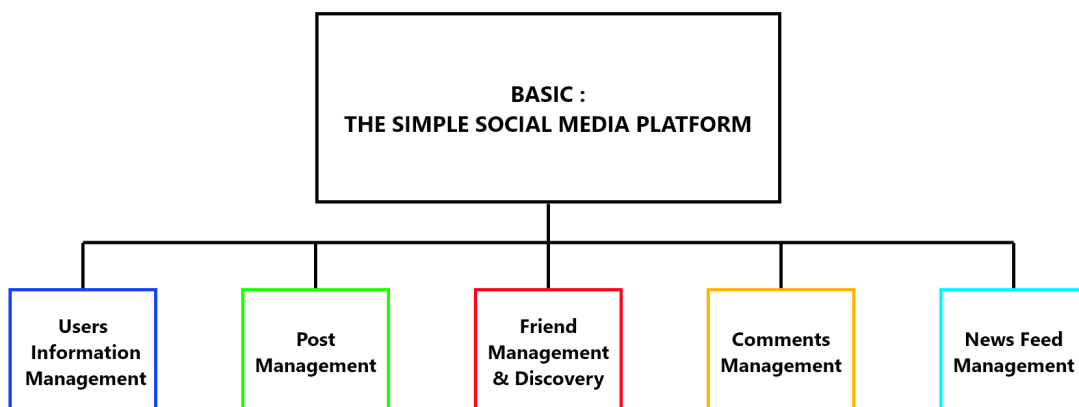 BASIC :
THE SIMPLE SOCIAL MEDIA PLATFORM
Users
Information
Management
Post
Management
Friend
Management
& Discovery
Comments
Management
News Feed
Management